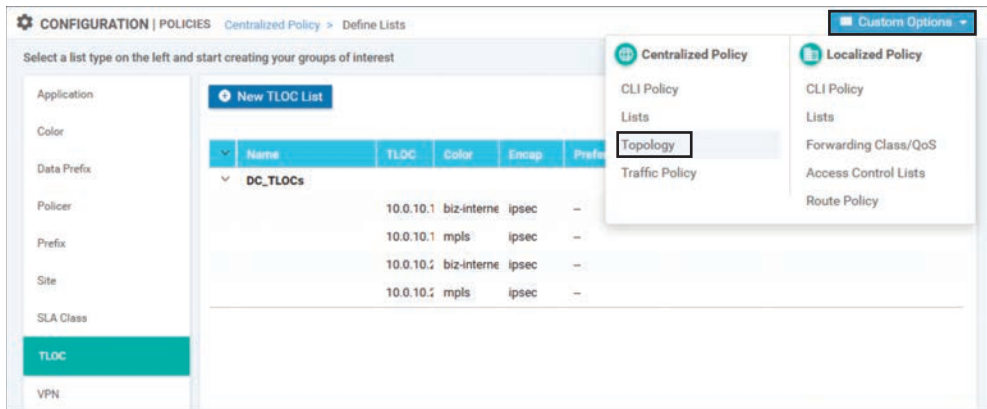 CONFIGURATION | POLICIES Centralized Policy > Define Lists
Custom Options
Select a list type on the left and start creating your groups of interest
Application
Color
Data Prefix
Policer
Prefix
Site
SLA Class
TLOC
VPN
New TLOC List
Name TLOC Color Encap Prefe
DC_TLOCs
10.0.10.1 biz-interne ipsec –
10.0.10.1 mpls ipsec –
10.0.10.2 biz-interne ipsec –
10.0.10.2 mpls ipsec –
Centralized Policy
CLI Policy
Lists
Topology
Traffic Policy
Localized Policy
CLI Policy
Lists
Forwarding Class/QoS
Access Control Lists
Route Policy